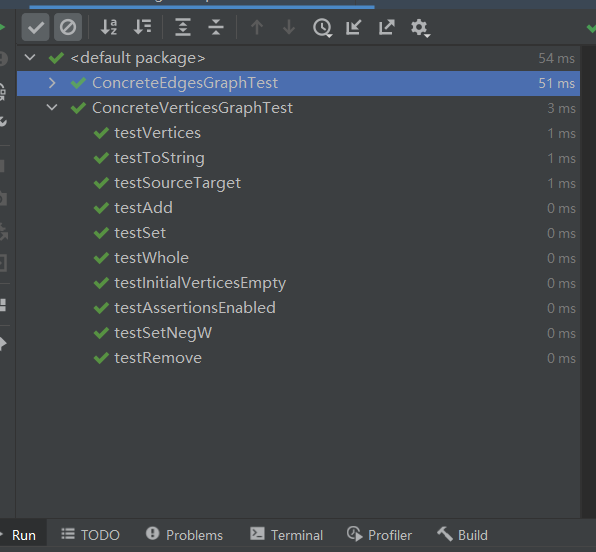 <default package> 54 ms
ConcreteEdgesGraphTest 51 ms
ConcreteVerticesGraphTest 3 ms
testVertices 1 ms
testToString 1 ms
testSourceTarget 1 ms
testAdd 0 ms
testSet 0 ms
testWhole 0 ms
testInitialVerticesEmpty 0 ms
testAssertionsEnabled 0 ms
testSetNegW 0 ms
testRemove 0 ms
Run TODO Problems Terminal Profiler Build